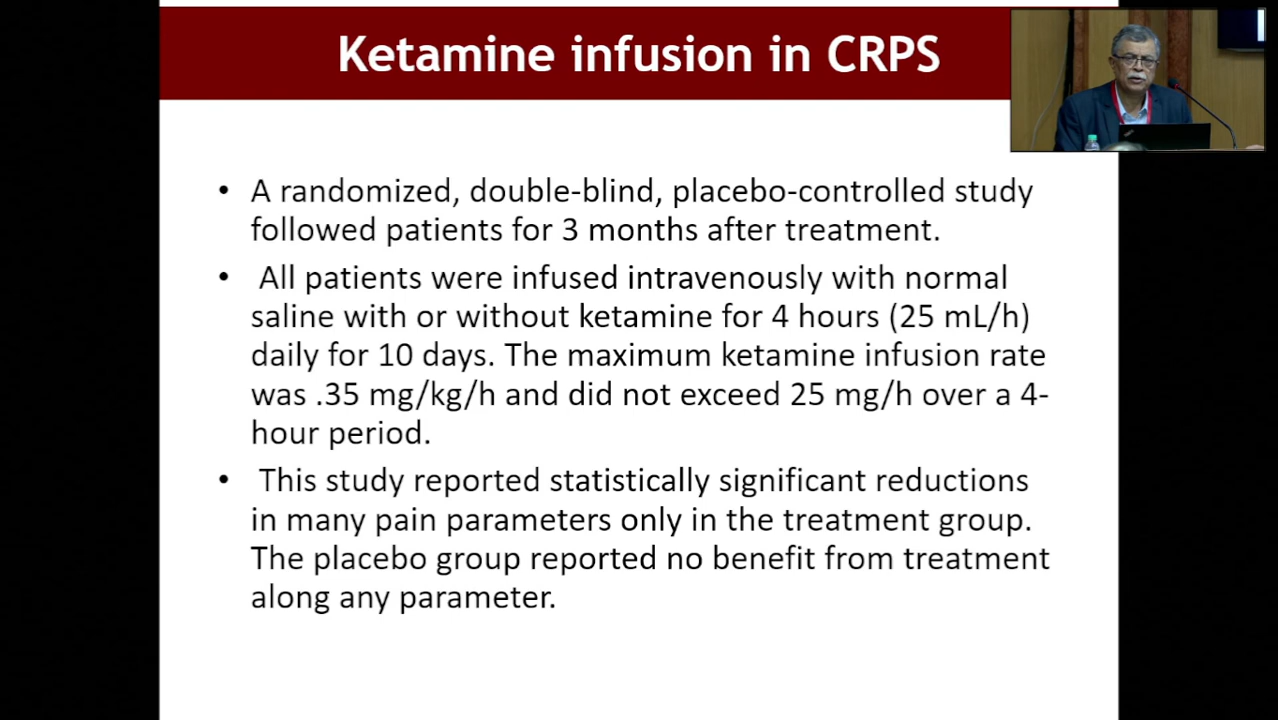 Ketamine infusion in CRPS
• A randomized, double-blind, placebo-controlled study
followed patients for 3 months after treatment.
• All patients were infused intravenously with normal
saline with or without ketamine for 4 hours (25 mL/h)
daily for 10 days. The maximum ketamine infusion rate
was .35 mg/kg/h and did not exceed 25 mg/h over a 4-
hour period.
• This study reported statistically significant reductions
in many pain parameters only in the treatment group.
The placebo group reported no benefit from treatment
along any parameter.